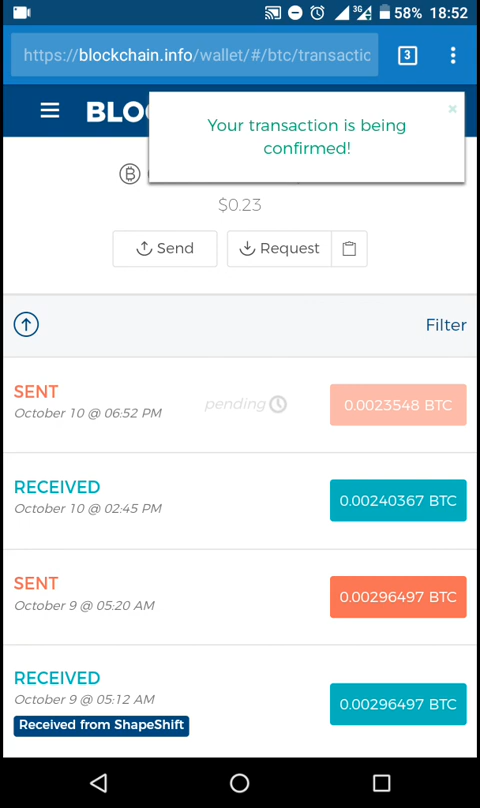 3G 58% 18:52
https://blockchain.info/wallet/#/btc/transactic
3
BLO
Your transaction is being
confirmed!
$0.23
Send
Request
Filter
SENT
October 10 @ 06:52 PM
pending
0.0023548 BTC
RECEIVED
October 10 @ 02:45 PM
0.00240367 BTC
SENT
October 9 @ 05:20 AM
0.00296497 BTC
RECEIVED
October 9 @ 05:12 AM
0.00296497 BTC
Received from ShapeShift